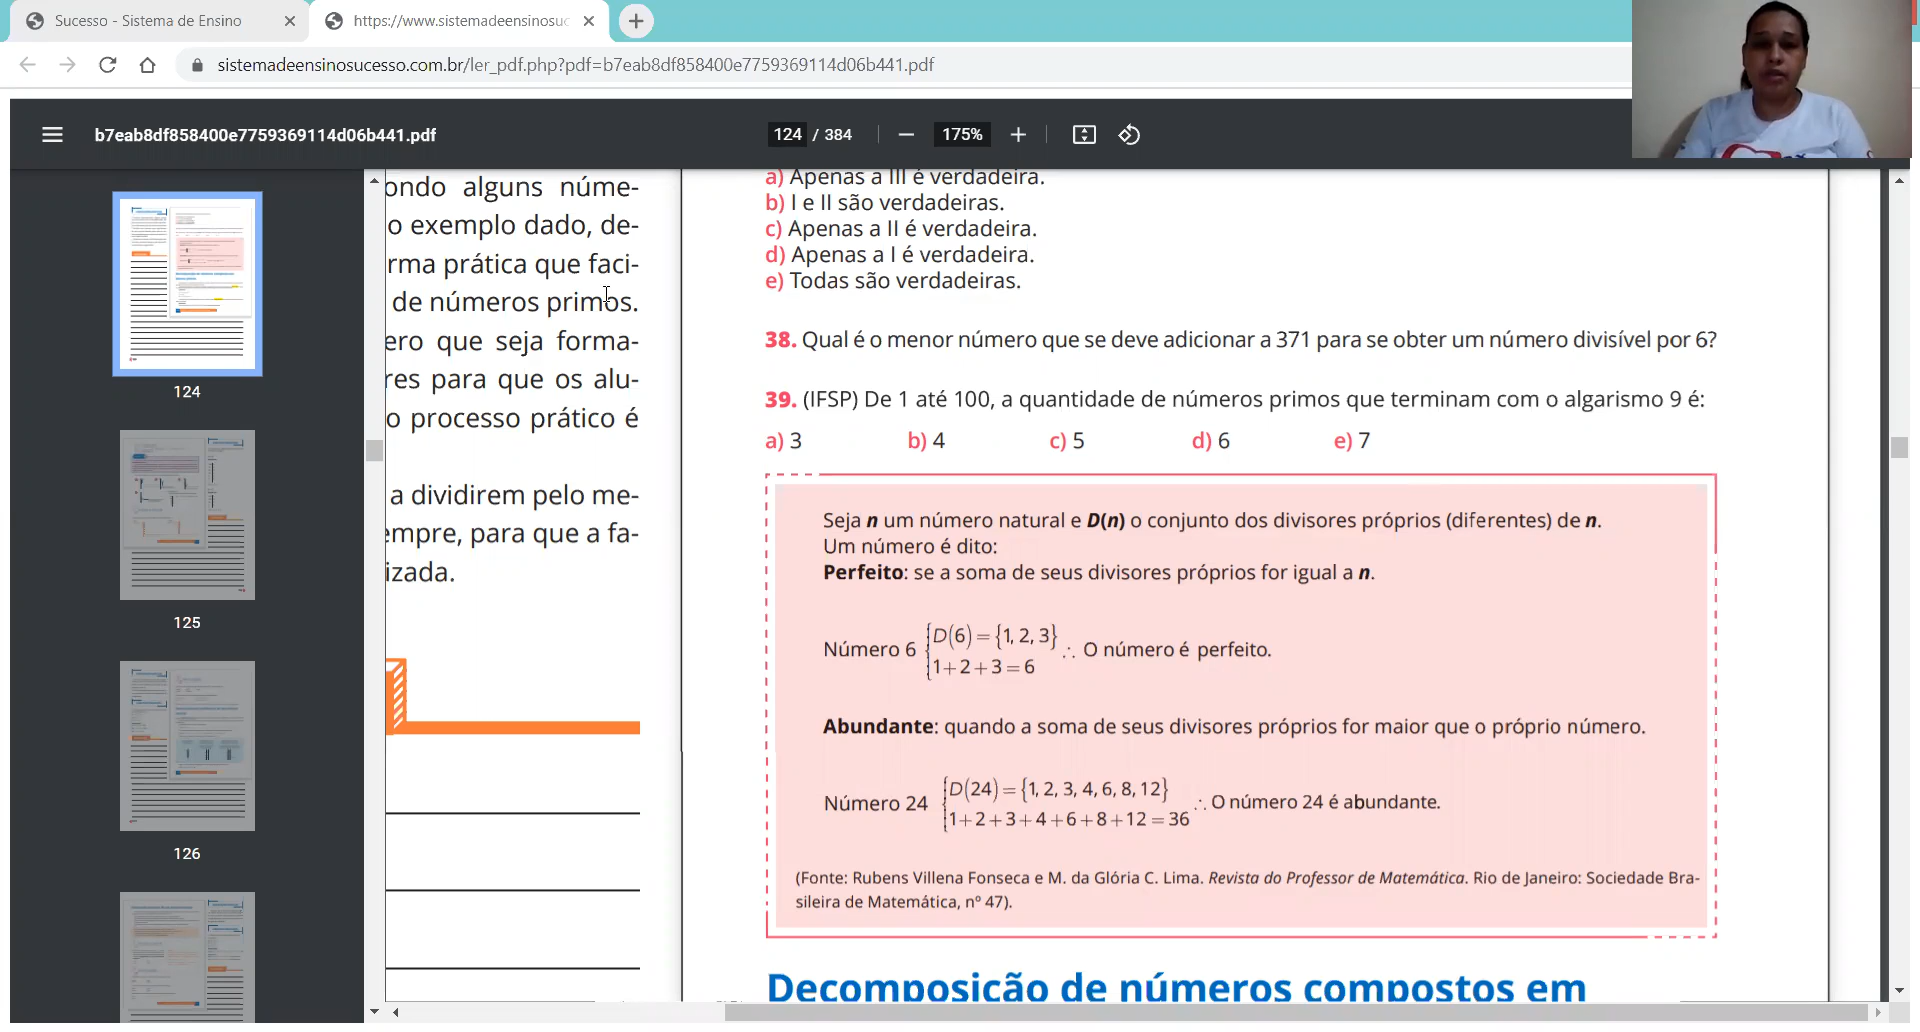 Sucesso - Sistema de Ensino
https://www.sistemadeensinosuc
sistemadeensinosucesso.com.br/ler_pdf.php?pdf=b7eab8df858400e7759369114d06b441.pdf
b7eab8df858400e7759369114d06b441.pdf
124 / 384
175%
124
125
126
ondo alguns núme-
o exemplo dado, de-
rma prática que faci-
de números primos.
ero que seja forma-
res para que os alu-
o processo prático é
a dividirem pelo me-
empre, para que a fa-
izada.
a) Apenas a III é verdadeira.
b) I e II são verdadeiras.
c) Apenas a II é verdadeira.
d) Apenas a I é verdadeira.
e) Todas são verdadeiras.
38. Qual é o menor número que se deve adicionar a 371 para se obter um número divisível por 6?
39. (IFSP) De 1 até 100, a quantidade de números primos que terminam com o algarismo 9 é:
a) 3 b) 4 c) 5 d) 6 e) 7
Seja n um número natural e D(n) o conjunto dos divisores próprios (diferentes) de n.
Um número é dito:
Perfeito: se a soma de seus divisores próprios for igual a n.
Número 6 { D(6) = {1, 2, 3}
1+2+3=6 ∴ O número é perfeito.
Abundante: quando a soma de seus divisores próprios for maior que o próprio número.
Número 24 { D(24) = {1, 2, 3, 4, 6, 8, 12}
1+2+3+4+6+8+12=36 ∴ O número 24 é abundante.
(Fonte: Rubens Villena Fonseca e M. da Glória C. Lima. Revista do Professor de Matemática. Rio de Janeiro: Sociedade Bra-
sileira de Matemática, nº 47).
Decomposição de números compostos em